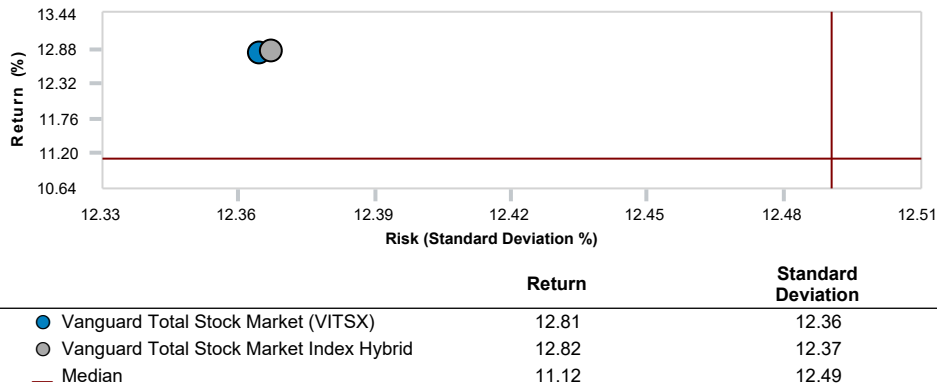 13.44
12.88
12.32
11.76
11.20
10.64
Return (%)
12.33 12.36 12.39 12.42 12.45 12.48 12.51
Risk (Standard Deviation %)
Return Standard Deviation
Vanguard Total Stock Market (VITSX) 12.81 12.36
Vanguard Total Stock Market Index Hybrid 12.82 12.37
Median 11.12 12.49